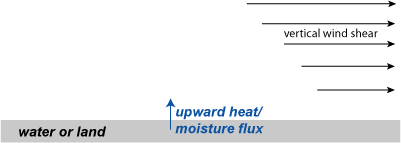 vertical wind shear
upward heat/
moisture flux
water or land